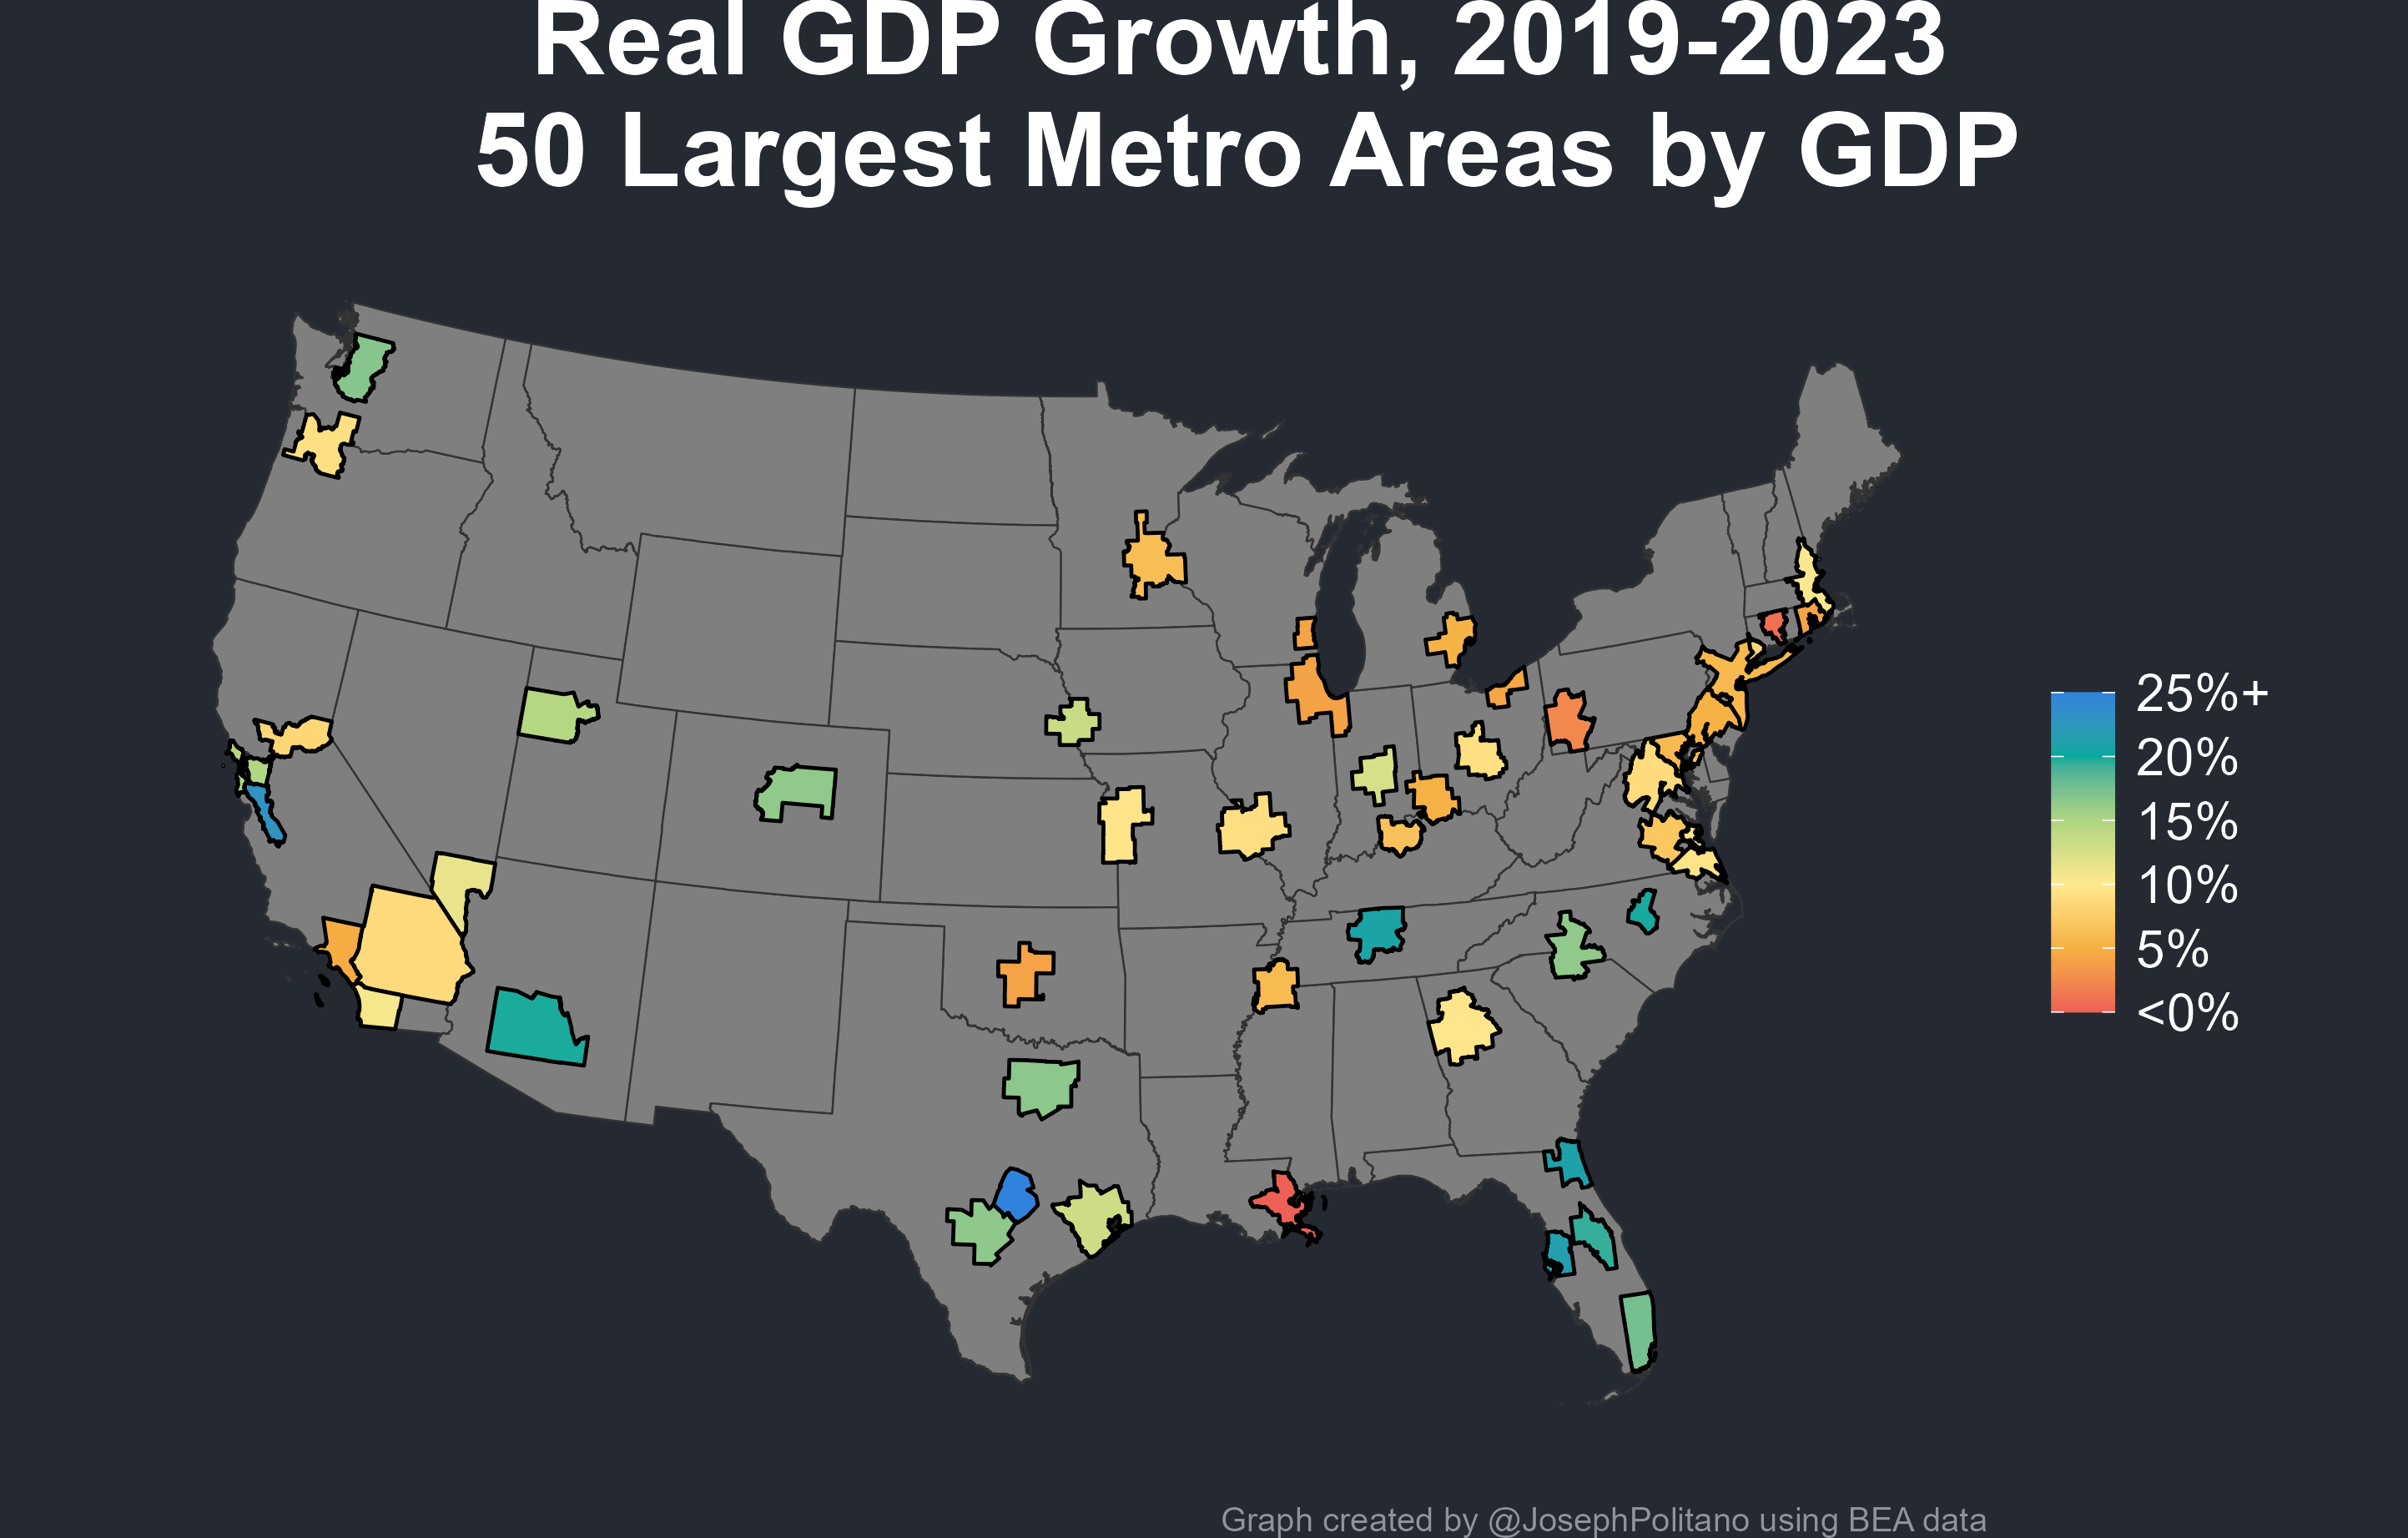 Real GDP Growth, 2019-2023
50 Largest Metro Areas by GDP
25%+
20%
15%
10%
5%
<0%
Graph created by @JosephPolitano using BEA data